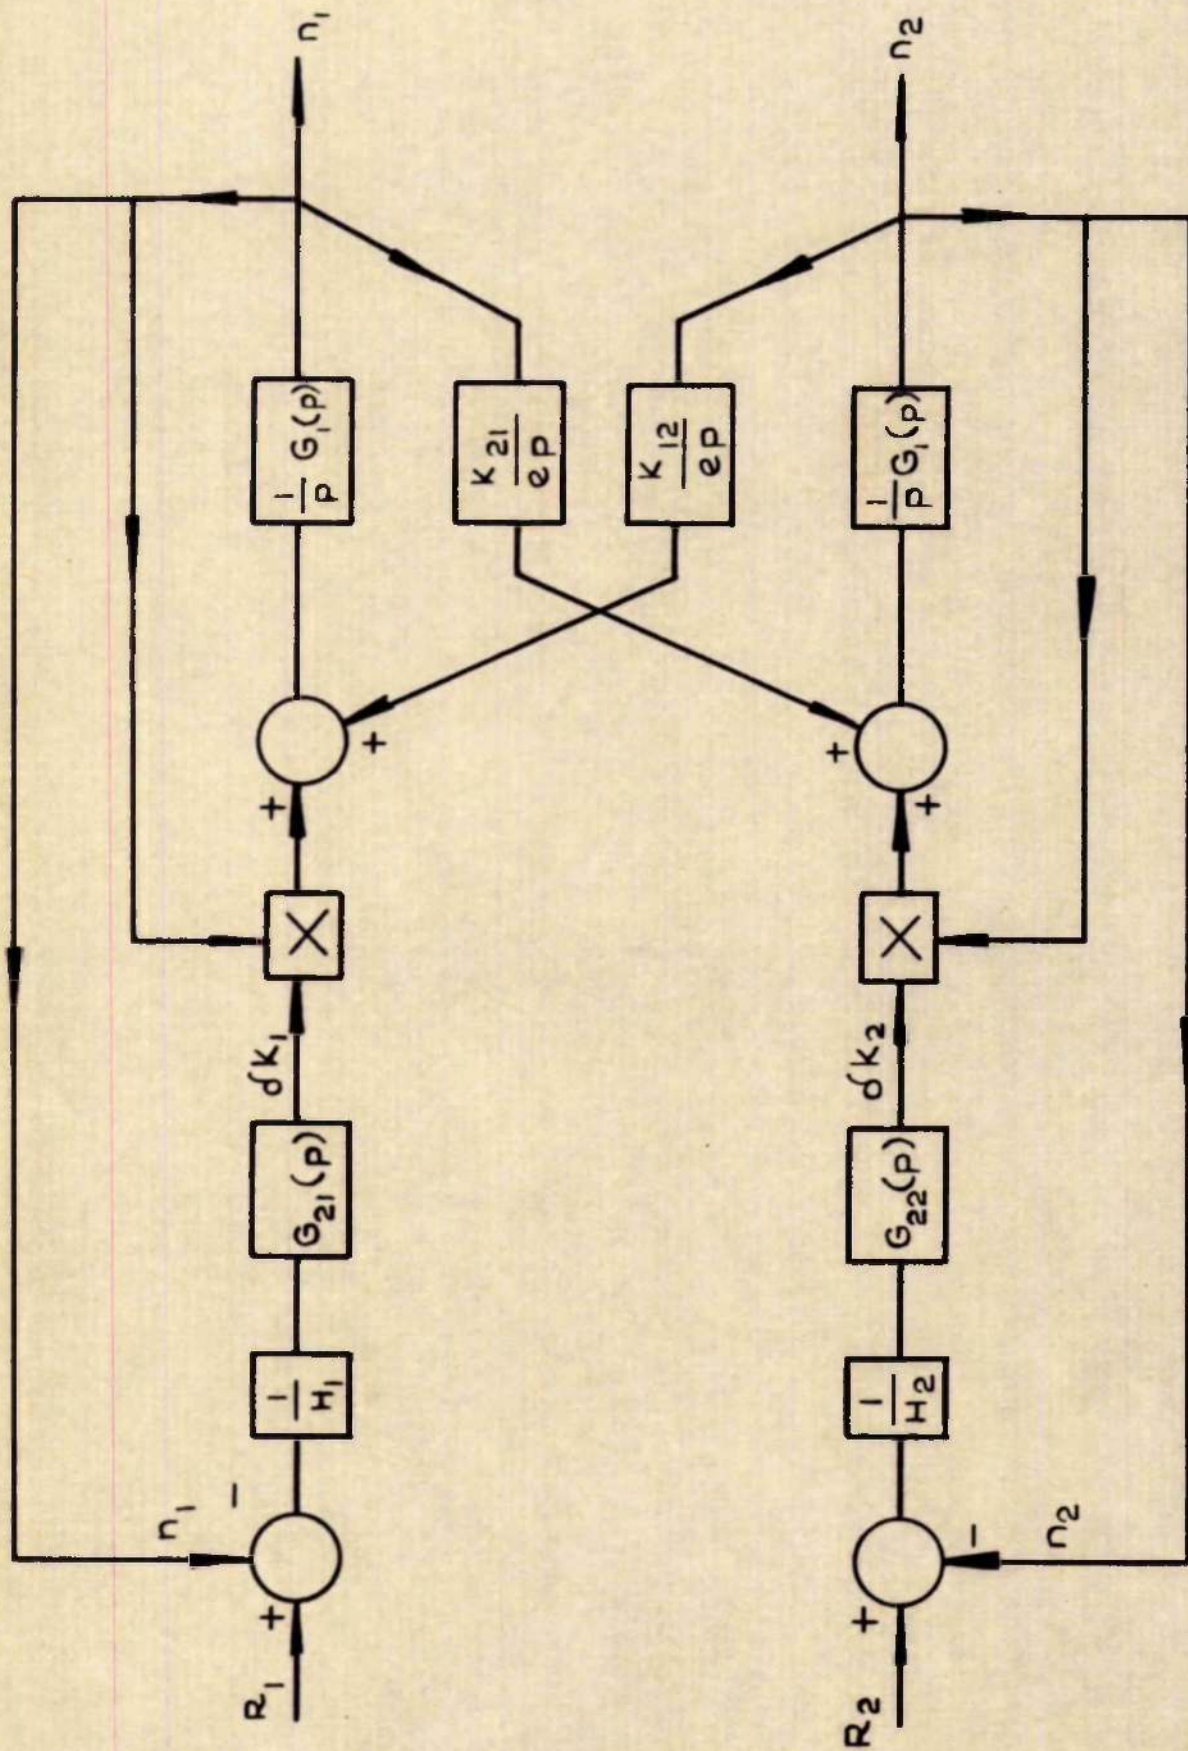 R₁
+
n₁
−
1/H₁
G₂₁(p)
δK₁
×
+
+
1/p G₁(p)
n₁
K₂₁/ep
K₁₂/ep
R₂
+
−
n₂
1/H₂
G₂₂(p)
δK₂
×
+
+
1/p G₁(p)
n₂